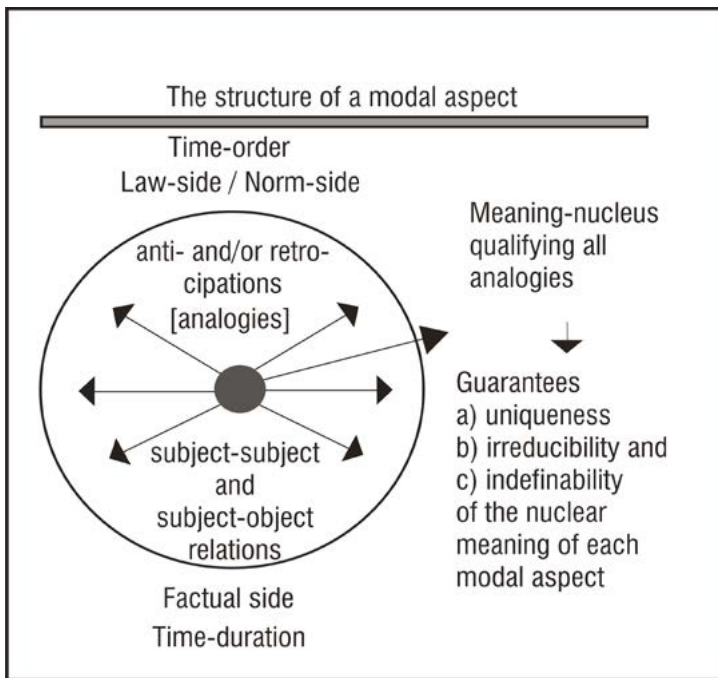 The structure of a modal aspect
Time-order
Law-side / Norm-side
anti- and/or retro-
cipations
[analogies]
subject-subject
and
subject-object
relations
Factual side
Time-duration
Meaning-nucleus
qualifying all
analogies
Guarantees
a) uniqueness
b) irreducibility and
c) indefinability
of the nuclear
meaning of each
modal aspect